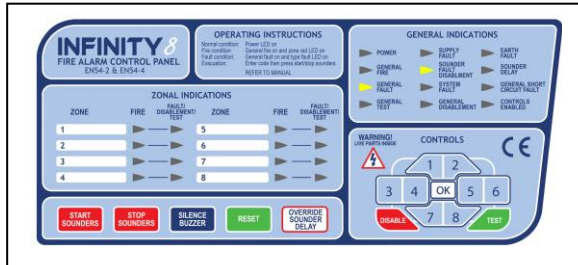 INFINITY 8
FIRE ALARM CONTROL PANEL
EN54-2 & EN54-4
OPERATING INSTRUCTIONS
Normal condition: Power LED on
Fire condition: General fire on and zone red LED on
Fault condition: General fault on and type fault LED on
Evacuation: Enter code then press start/stop sounders
REFER TO MANUAL
GENERAL INDICATIONS
POWER
SUPPLY FAULT
EARTH FAULT
GENERAL FIRE
SOUNDER FAULT DISABLMENT
SOUNDER DELAY
GENERAL FAULT
SYSTEM FAULT
GENERAL SHORT CIRCUIT FAULT
GENERAL TEST
GENERAL DISABLEMENT
CONTROLS ENABLED
ZONAL INDICATIONS
ZONE FIRE FAULT/ DISABLEMENT/ TEST ZONE FIRE FAULT/ DISABLEMENT/ TEST
1 5
2 6
3 7
4 8
START SOUNDERS
STOP SOUNDERS
SILENCE BUZZER
RESET
OVERRIDE SOUNDER DELAY
WARNING!
LIVE PARTS INSIDE
CONTROLS
CE
1 2
3 4 OK 5 6
DISABLE 7 8 TEST